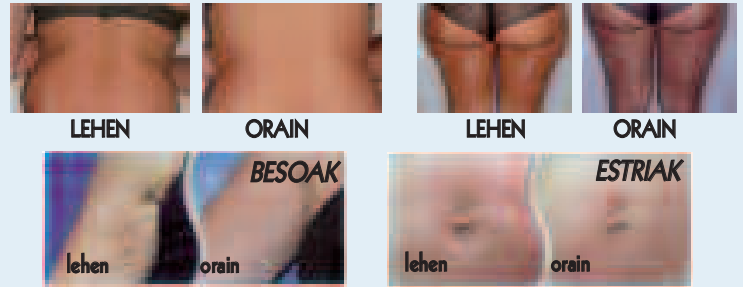 LEHEN
ORAIN
LEHEN
ORAIN
BESOAK
lehen
orain
ESTRIAK
lehen
orain